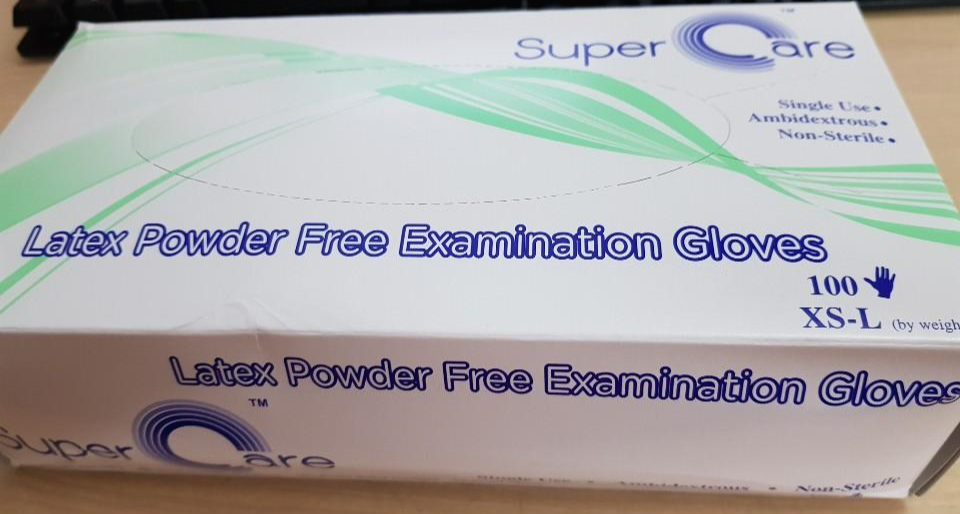 Super Care
TM
Single Use •
Ambidextrous •
Non-Sterile •
Latex Powder Free Examination Gloves
100
XS-L (by weigh
Latex Powder Free Examination Gloves
Super Care
TM
Single Use • Ambidextrous • Non-Sterile